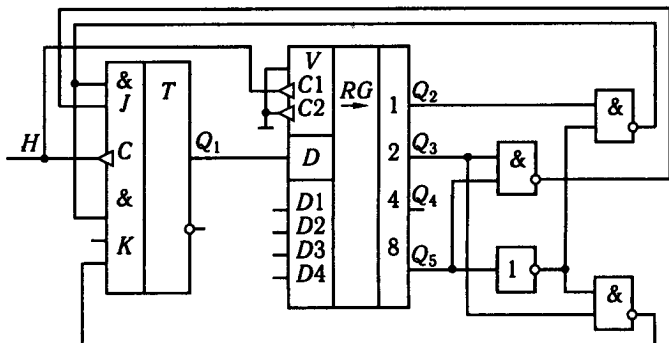 & J T V C1 C2 RG 1 Q2 &
H C Q1 D 2 Q3 &
& D1 4 Q4
K D2 D3 D4 8 Q5 1 &